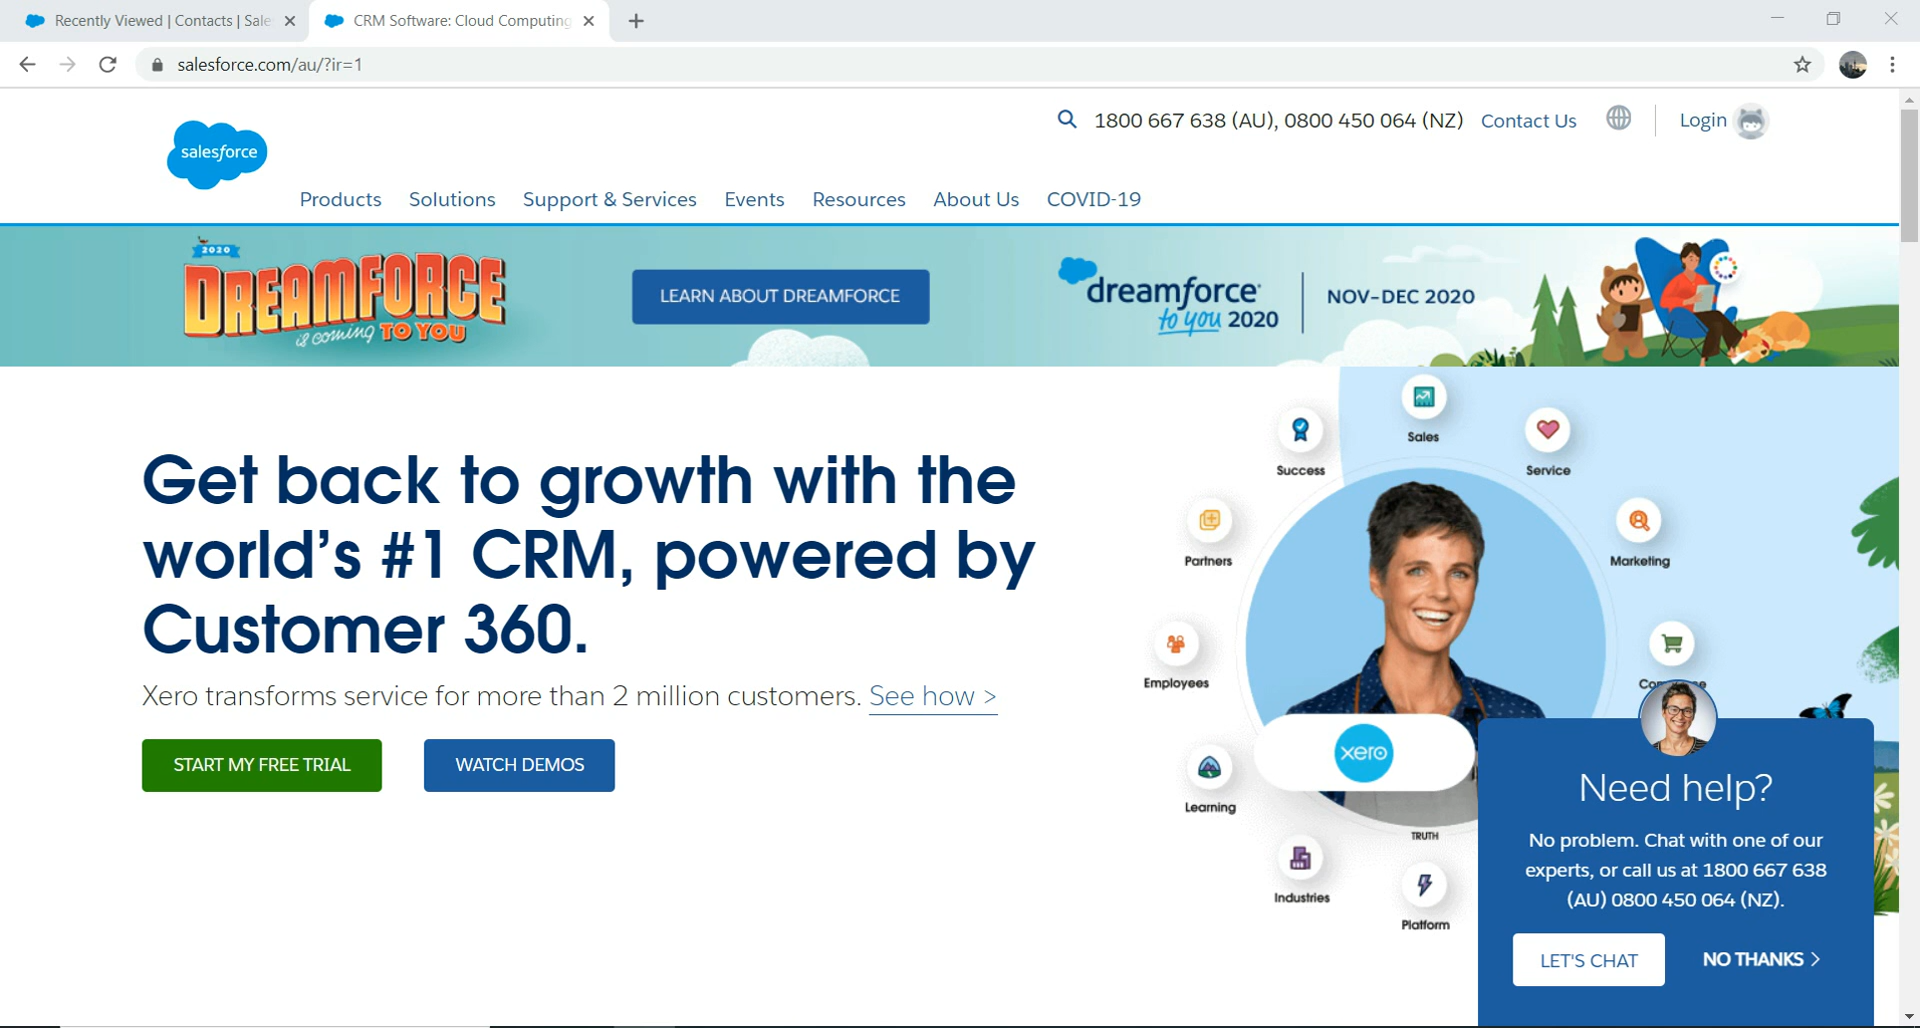 Recently Viewed | Contacts | Sale
CRM Software: Cloud Computing
salesforce.com/au/?ir=1
1800 667 638 (AU), 0800 450 064 (NZ)
Contact Us
Login
salesforce
Products
Solutions
Support & Services
Events
Resources
About Us
COVID-19
2020
DREAMFORCE
is coming TO YOU
LEARN ABOUT DREAMFORCE
dreamforce
to you 2020
NOV-DEC 2020
Get back to growth with the
world's #1 CRM, powered by
Customer 360.
Xero transforms service for more than 2 million customers. See how >
START MY FREE TRIAL
WATCH DEMOS
Sales
Success
Service
Partners
Marketing
Employees
xero
Learning
TRUTH
Industries
Platform
Need help?
No problem. Chat with one of our
experts, or call us at 1800 667 638
(AU) 0800 450 064 (NZ).
LET'S CHAT
NO THANKS >